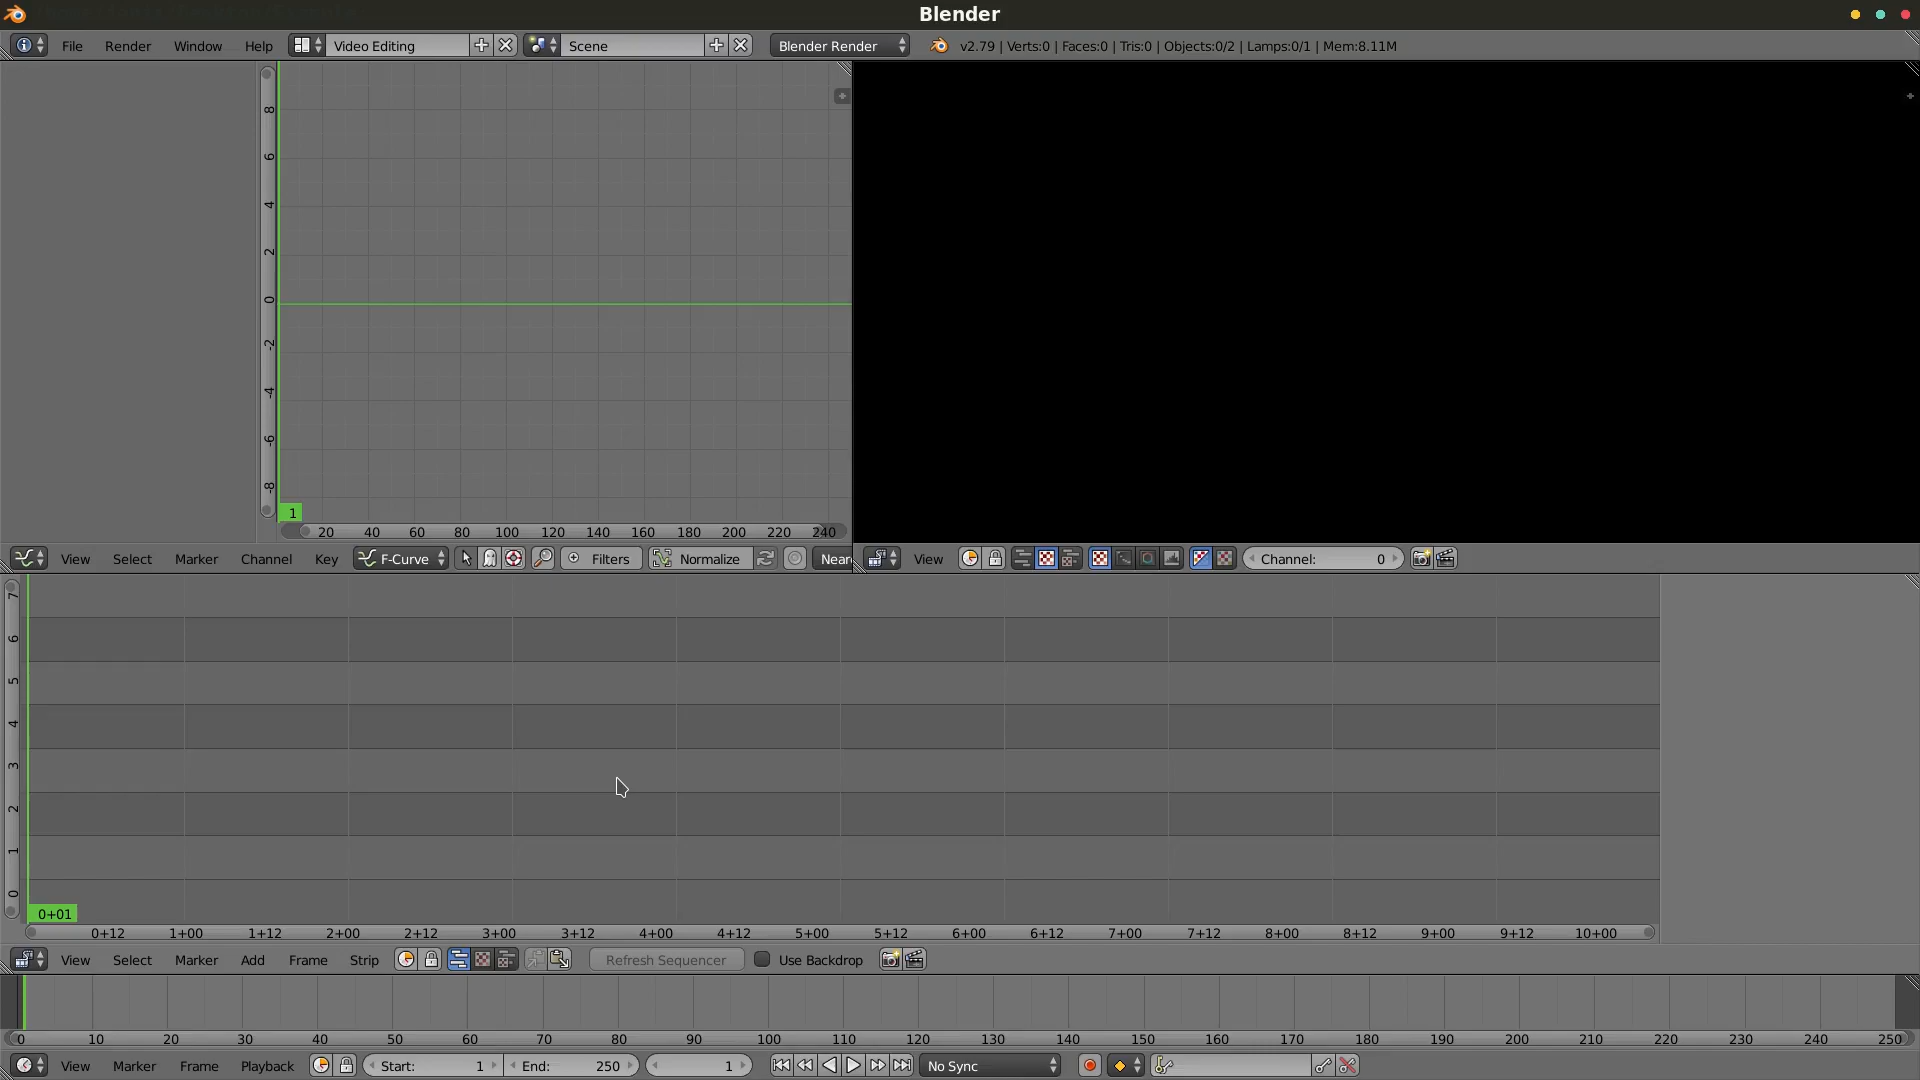 Blender
File Render Window Help Video Editing Scene Blender Render v2.79 | Verts:0 | Faces:0 | Tris:0 | Objects:0/2 | Lamps:0/1 | Mem:8.11M
8
6
4
2
0
-2
-4
-6
-8
1
20 40 60 80 100 120 140 160 180 200 220 240
View Select Marker Channel Key F-Curve Filters Normalize Near
View Channel: 0
7
6
5
4
3
2
1
0
0+01
0+12 1+00 1+12 2+00 2+12 3+00 3+12 4+00 4+12 5+00 5+12 6+00 6+12 7+00 7+12 8+00 8+12 9+00 9+12 10+00
View Select Marker Add Frame Strip Refresh Sequencer Use Backdrop
0 10 20 30 40 50 60 70 80 90 100 110 120 130 140 150 160 170 180 190 200 210 220 230 240 250
View Marker Frame Playback Start: 1 End: 250 1 No Sync